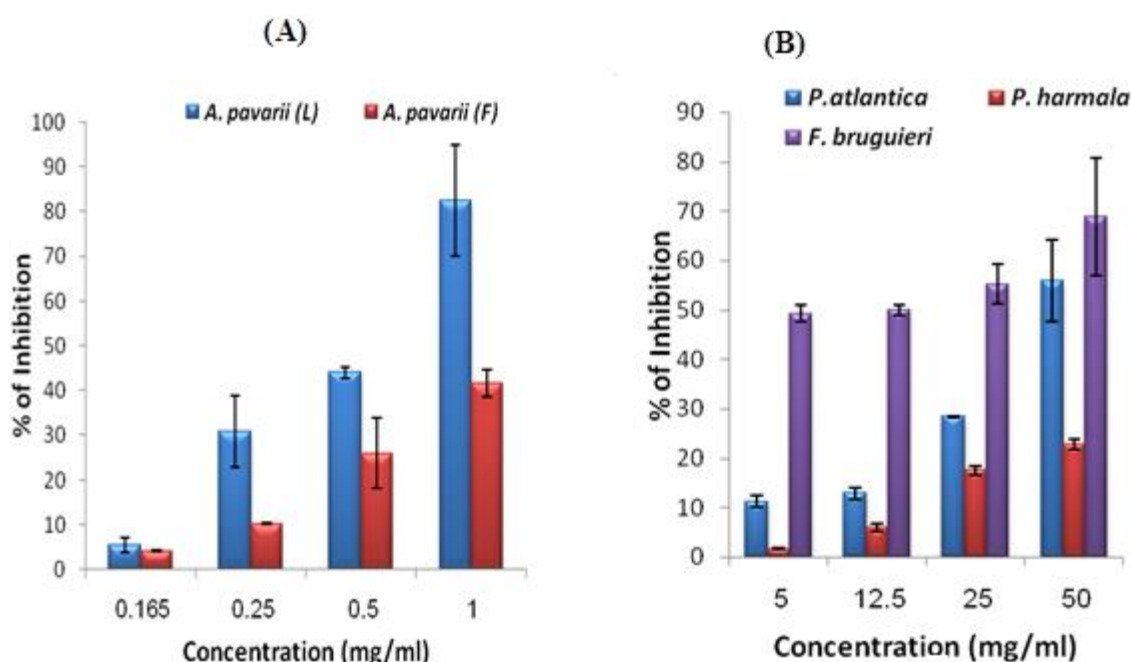 (A)
A. pavarii (L) A. pavarii (F)
100
90
80
70
60
50
40
30
20
10
0
% of Inhibition
0.165 0.25 0.5 1
Concentration (mg/ml)
(B)
P.atlantica P. harmala
F. bruguieri
90
80
70
60
50
40
30
20
10
0
% of Inhibition
5 12.5 25 50
Concentration (mg/ml)